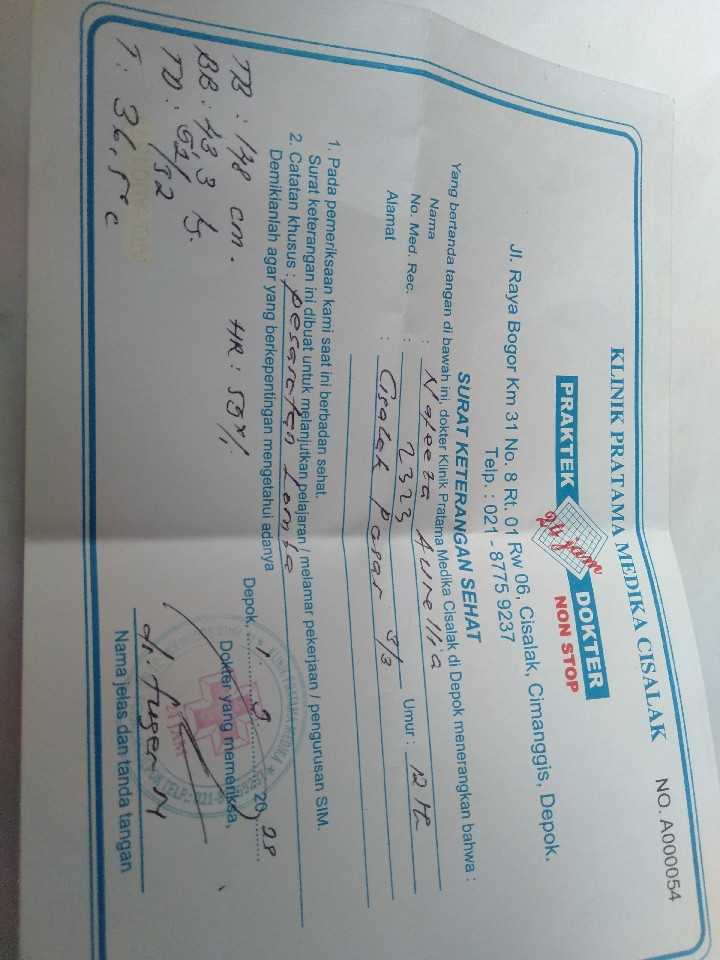 KLINIK PRATAMA MEDIKA CISALAK
NO. A000054
PRAKTEK 24 jam DOKTER
NON STOP
Jl. Raya Bogor Km 31 No. 8 Rt. 01 Rw 06, Cisalak, Cimanggis, Depok.
Telp. : 021 - 8775 9237
SURAT KETERANGAN SEHAT
Yang bertanda tangan di bawah ini, dokter Klinik Pratama Medika Cisalak di Depok menerangkan bahwa :
Nama : Nafeeza Aurellia Umur : 12 th
No. Med. Rec. : 2323
Alamat : Cisalak Pasar 3/3
1. Pada pemeriksaan kami saat ini berbadan sehat.
Surat keterangan ini dibuat untuk melanjutkan pelajaran / melamar pekerjaan / pengurusan SIM.
2. Catatan khusus : pesaratan Lomba
Demikianlah agar yang berkepentingan mengetahui adanya
TB : 148 cm. HR : 53x/,
BB : 43,3 kg.
TD : /52
T : 36,5°c
Depok, 1. 9 20
Dokter yang memeriksa,
dr.
Nama jelas dan tanda tangan